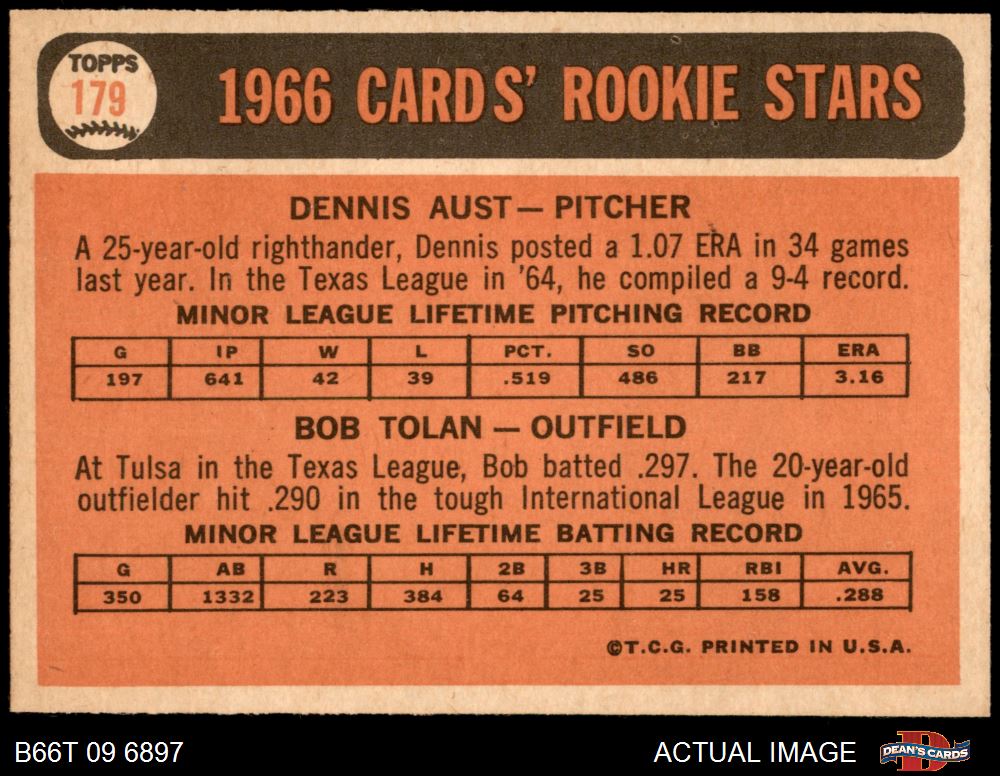 TOPPS
179
1966 CARDS' ROOKIE STARS
DENNIS AUST — PITCHER
A 25-year-old righthander, Dennis posted a 1.07 ERA in 34 games
last year. In the Texas League in '64, he compiled a 9-4 record.
MINOR LEAGUE LIFETIME PITCHING RECORD
G IP W L PCT. SO BB ERA
197 641 42 39 .519 486 217 3.16
BOB TOLAN — OUTFIELD
At Tulsa in the Texas League, Bob batted .297. The 20-year-old
outfielder hit .290 in the tough International League in 1965.
MINOR LEAGUE LIFETIME BATTING RECORD
G AB R H 2B 3B HR RBI AVG.
350 1332 223 384 64 25 25 158 .288
©T.C.G. PRINTED IN U.S.A.
B66T 09 6897 ACTUAL IMAGE DEAN'S CARDS